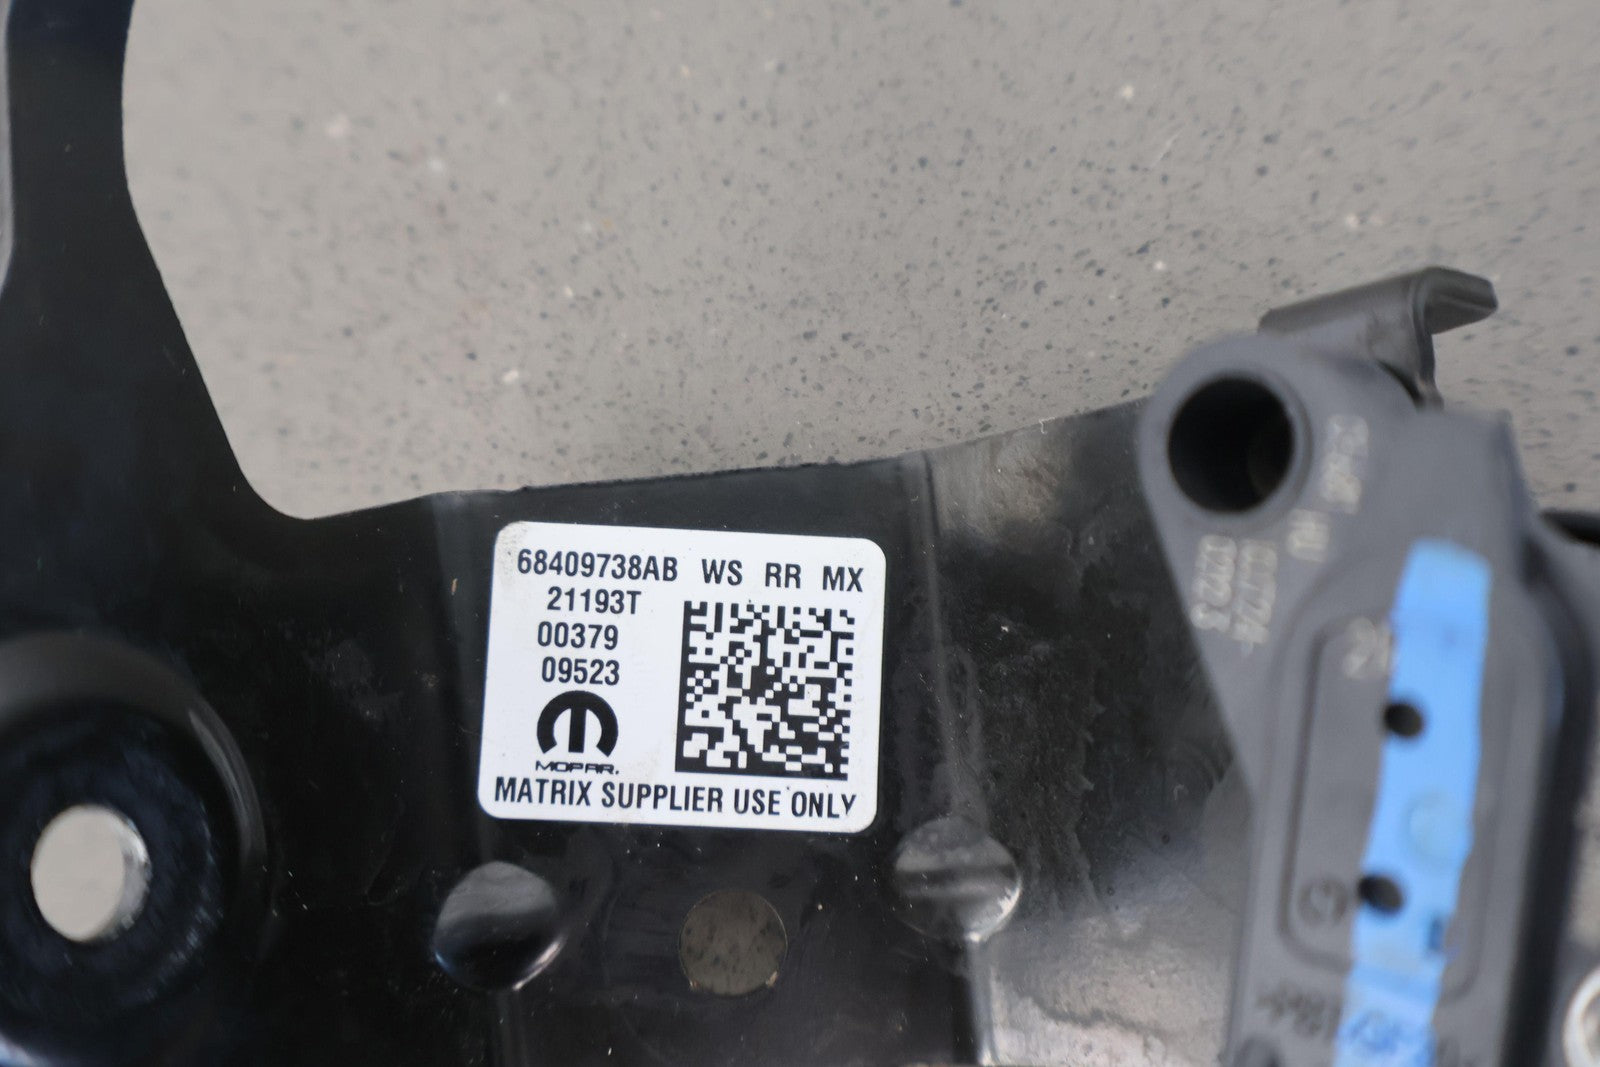 68409738AB WS RR MX
21193T
00379
09523
MOPAR.
MATRIX SUPPLIER USE ONLY